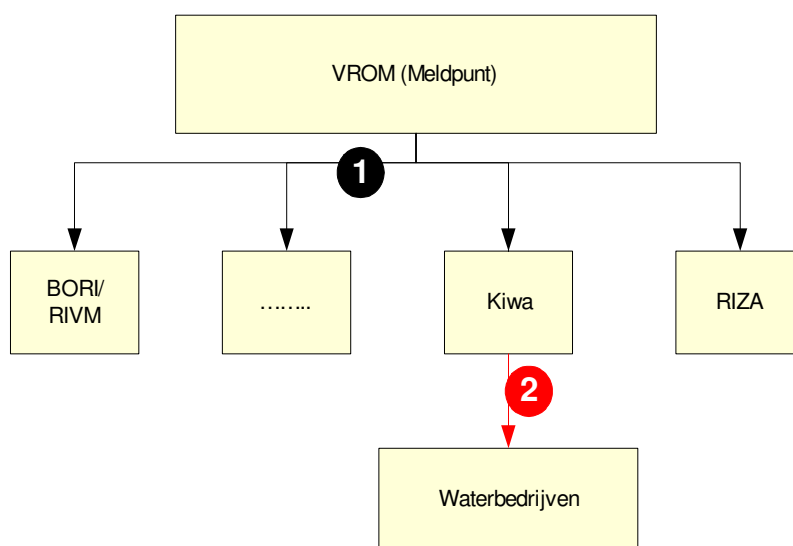 VROM (Meldpunt)
1
BORI/
RIVM
……..
Kiwa
RIZA
2
Waterbedrijven